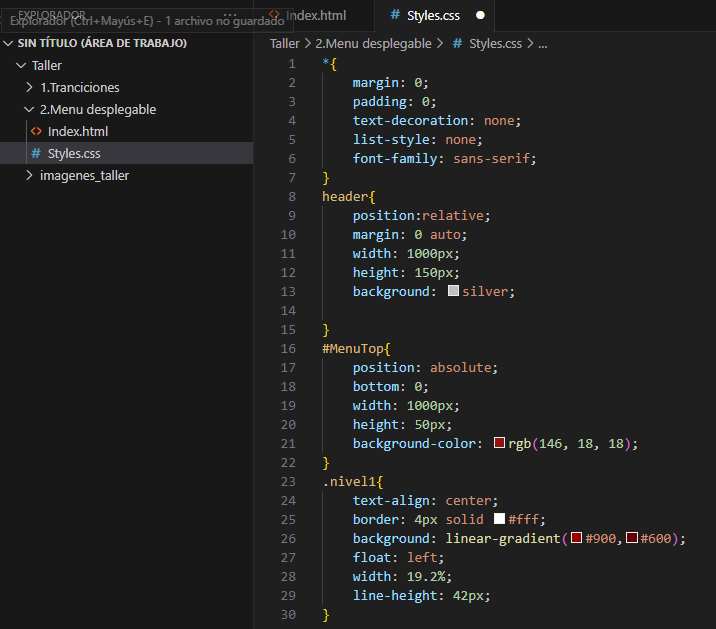 EXPLORADOR
Explorador (Ctrl+Mayús+E) - 1 archivo no guardado
Index.html
# Styles.css ●
SIN TÍTULO (ÁREA DE TRABAJO)
Taller
1.Tranciciones
2.Menu desplegable
<> Index.html
# Styles.css
imagenes_taller
Taller > 2.Menu desplegable > # Styles.css > ...
1 *{
2 margin: 0;
3 padding: 0;
4 text-decoration: none;
5 list-style: none;
6 font-family: sans-serif;
7 }
8 header{
9 position:relative;
10 margin: 0 auto;
11 width: 1000px;
12 height: 150px;
13 background: silver;
14
15 }
16 #MenuTop{
17 position: absolute;
18 bottom: 0;
19 width: 1000px;
20 height: 50px;
21 background-color: rgb(146, 18, 18);
22 }
23 .nivel1{
24 text-align: center;
25 border: 4px solid #fff;
26 background: linear-gradient(#900,#600);
27 float: left;
28 width: 19.2%;
29 line-height: 42px;
30 }